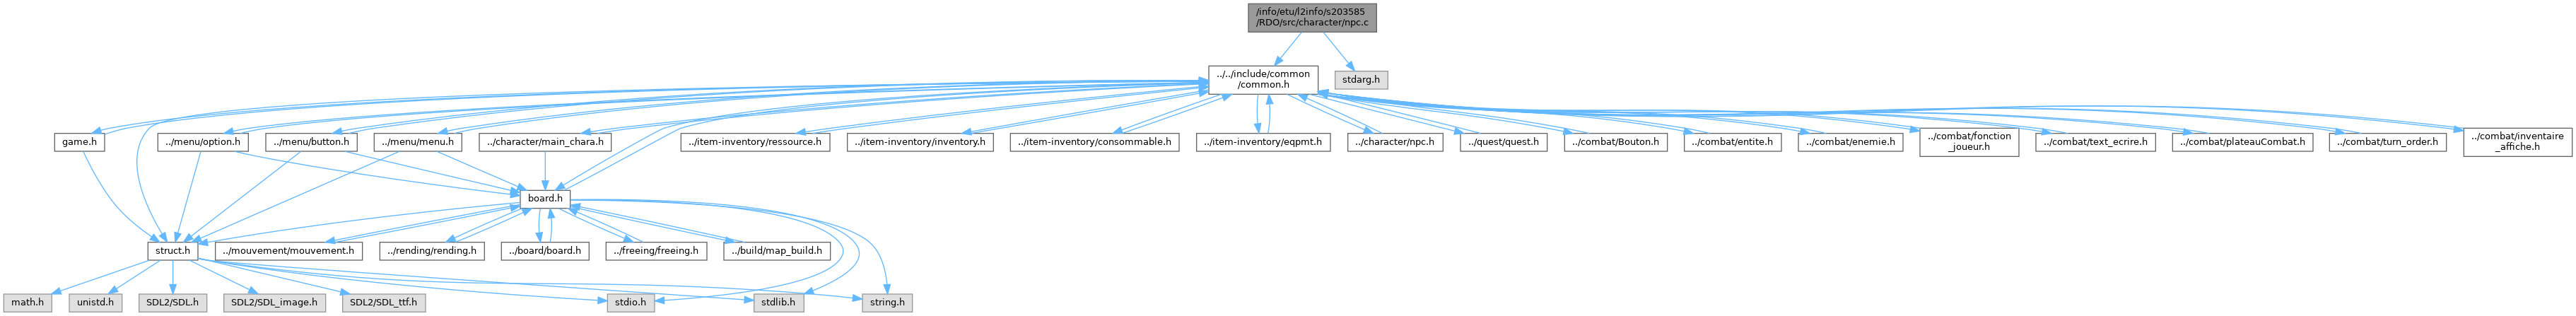 /info/etu/l2info/s203585
/RDO/src/character/npc.c
../../include/common
/common.h
stdarg.h
game.h
../menu/option.h
../menu/button.h
../menu/menu.h
../character/main_chara.h
../item-inventory/ressource.h
../item-inventory/inventory.h
../item-inventory/consommable.h
../item-inventory/eqpmt.h
../character/npc.h
../quest/quest.h
../combat/Bouton.h
../combat/entite.h
../combat/enemie.h
../combat/fonction
_joueur.h
../combat/text_ecrire.h
../combat/plateauCombat.h
../combat/turn_order.h
../combat/inventaire
_affiche.h
board.h
struct.h
../mouvement/mouvement.h
../rending/rending.h
../board/board.h
../freeing/freeing.h
../build/map_build.h
math.h
unistd.h
SDL2/SDL.h
SDL2/SDL_image.h
SDL2/SDL_ttf.h
stdio.h
stdlib.h
string.h